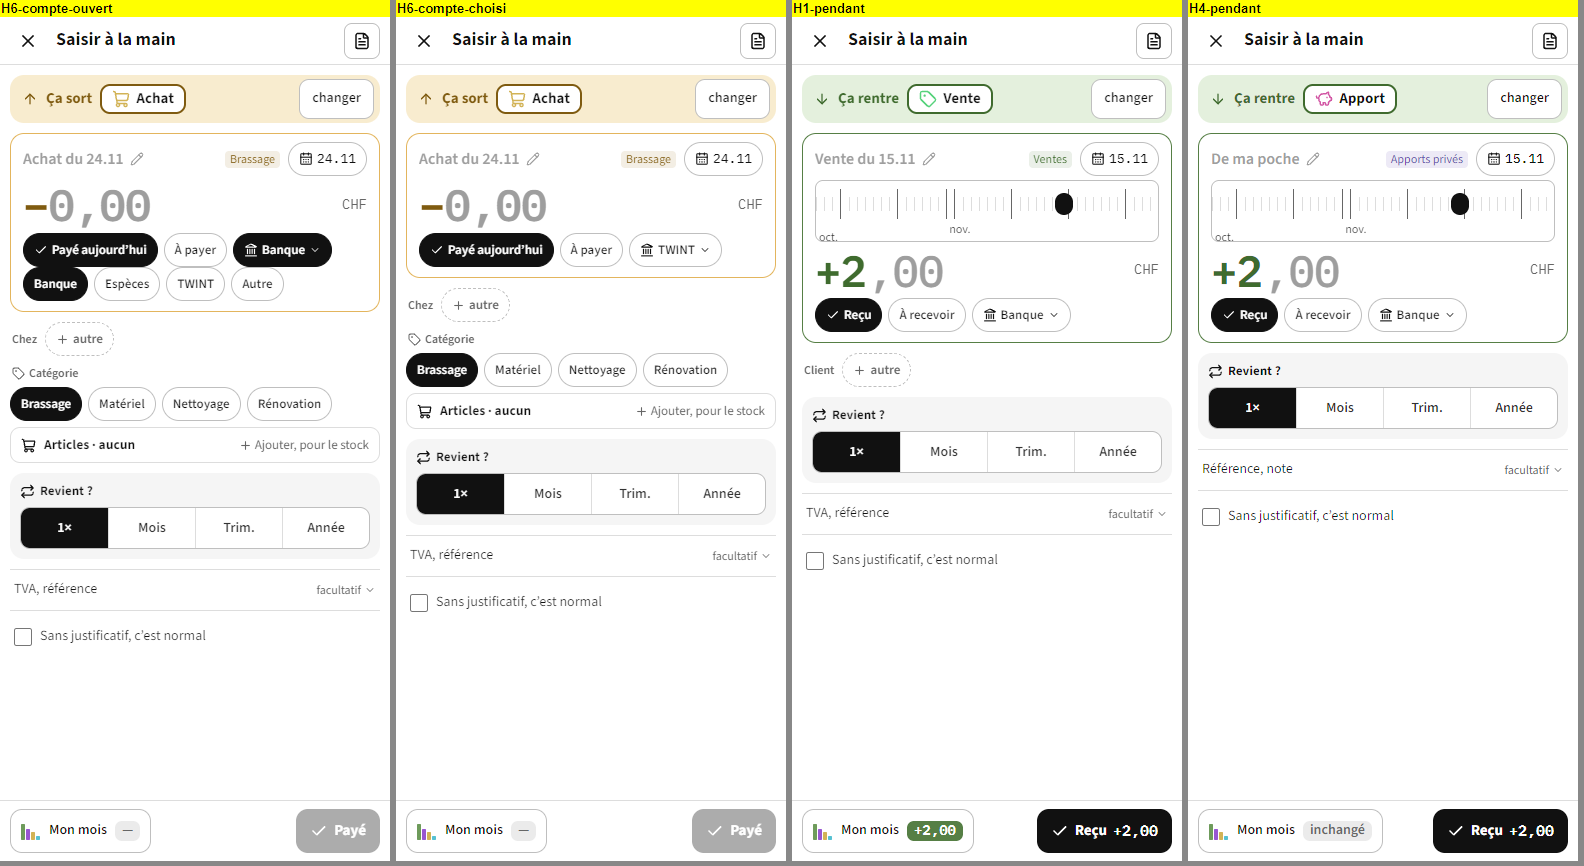 H6-compte-ouvert
Saisir à la main
Ça sort Achat changer
Achat du 24.11 Brassage 24.11
−0,00 CHF
Payé aujourd'hui À payer Banque
Banque Espèces TWINT Autre
Chez + autre
Catégorie
Brassage Matériel Nettoyage Rénovation
Articles · aucun + Ajouter, pour le stock
Revient ?
1× Mois Trim. Année
TVA, référence facultatif
Sans justificatif, c'est normal
Mon mois — Payé
H6-compte-choisi
Saisir à la main
Ça sort Achat changer
Achat du 24.11 Brassage 24.11
−0,00 CHF
Payé aujourd'hui À payer TWINT
Chez + autre
Catégorie
Brassage Matériel Nettoyage Rénovation
Articles · aucun + Ajouter, pour le stock
Revient ?
1× Mois Trim. Année
TVA, référence facultatif
Sans justificatif, c'est normal
Mon mois — Payé
H1-pendant
Saisir à la main
Ça rentre Vente changer
Vente du 15.11 Ventes 15.11
oct. nov.
+2,00 CHF
Reçu À recevoir Banque
Client + autre
Revient ?
1× Mois Trim. Année
TVA, référence facultatif
Sans justificatif, c'est normal
Mon mois +2,00 Reçu +2,00
H4-pendant
Saisir à la main
Ça rentre Apport changer
De ma poche Apports privés 15.11
oct. nov.
+2,00 CHF
Reçu À recevoir Banque
Revient ?
1× Mois Trim. Année
Référence, note facultatif
Sans justificatif, c'est normal
Mon mois inchangé Reçu +2,00